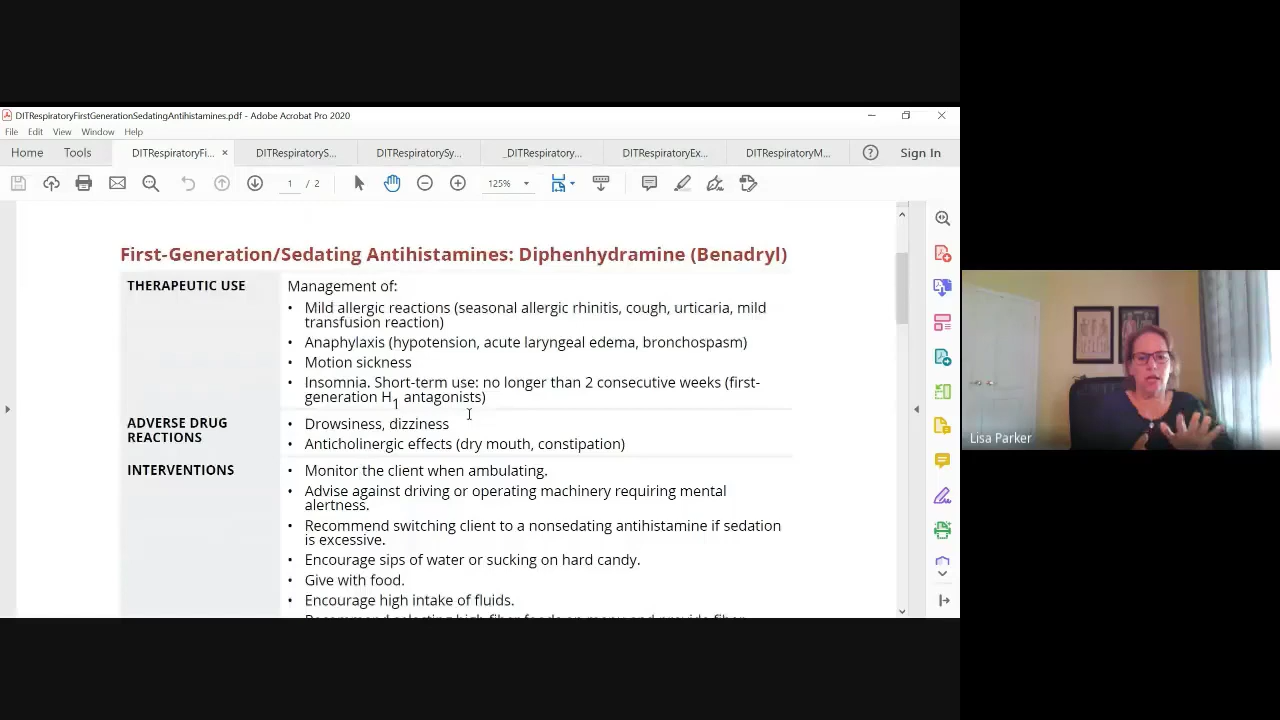 DITRespiratoryFirstGenerationSedatingAntihistamines.pdf - Adobe Acrobat Pro 2020
File Edit View Window Help
Home Tools DITRespiratoryFi... × DITRespiratoryS... DITRespiratorySy... _DITRespiratory... DITRespiratoryEx... DITRespiratoryM... Sign In
1 / 2 125%
First-Generation/Sedating Antihistamines: Diphenhydramine (Benadryl)
THERAPEUTIC USE Management of:
• Mild allergic reactions (seasonal allergic rhinitis, cough, urticaria, mild
transfusion reaction)
• Anaphylaxis (hypotension, acute laryngeal edema, bronchospasm)
• Motion sickness
• Insomnia. Short-term use: no longer than 2 consecutive weeks (first-
generation H1 antagonists)
ADVERSE DRUG
REACTIONS
• Drowsiness, dizziness
• Anticholinergic effects (dry mouth, constipation)
INTERVENTIONS
• Monitor the client when ambulating.
• Advise against driving or operating machinery requiring mental
alertness.
• Recommend switching client to a nonsedating antihistamine if sedation
is excessive.
• Encourage sips of water or sucking on hard candy.
• Give with food.
• Encourage high intake of fluids.
Lisa Parker